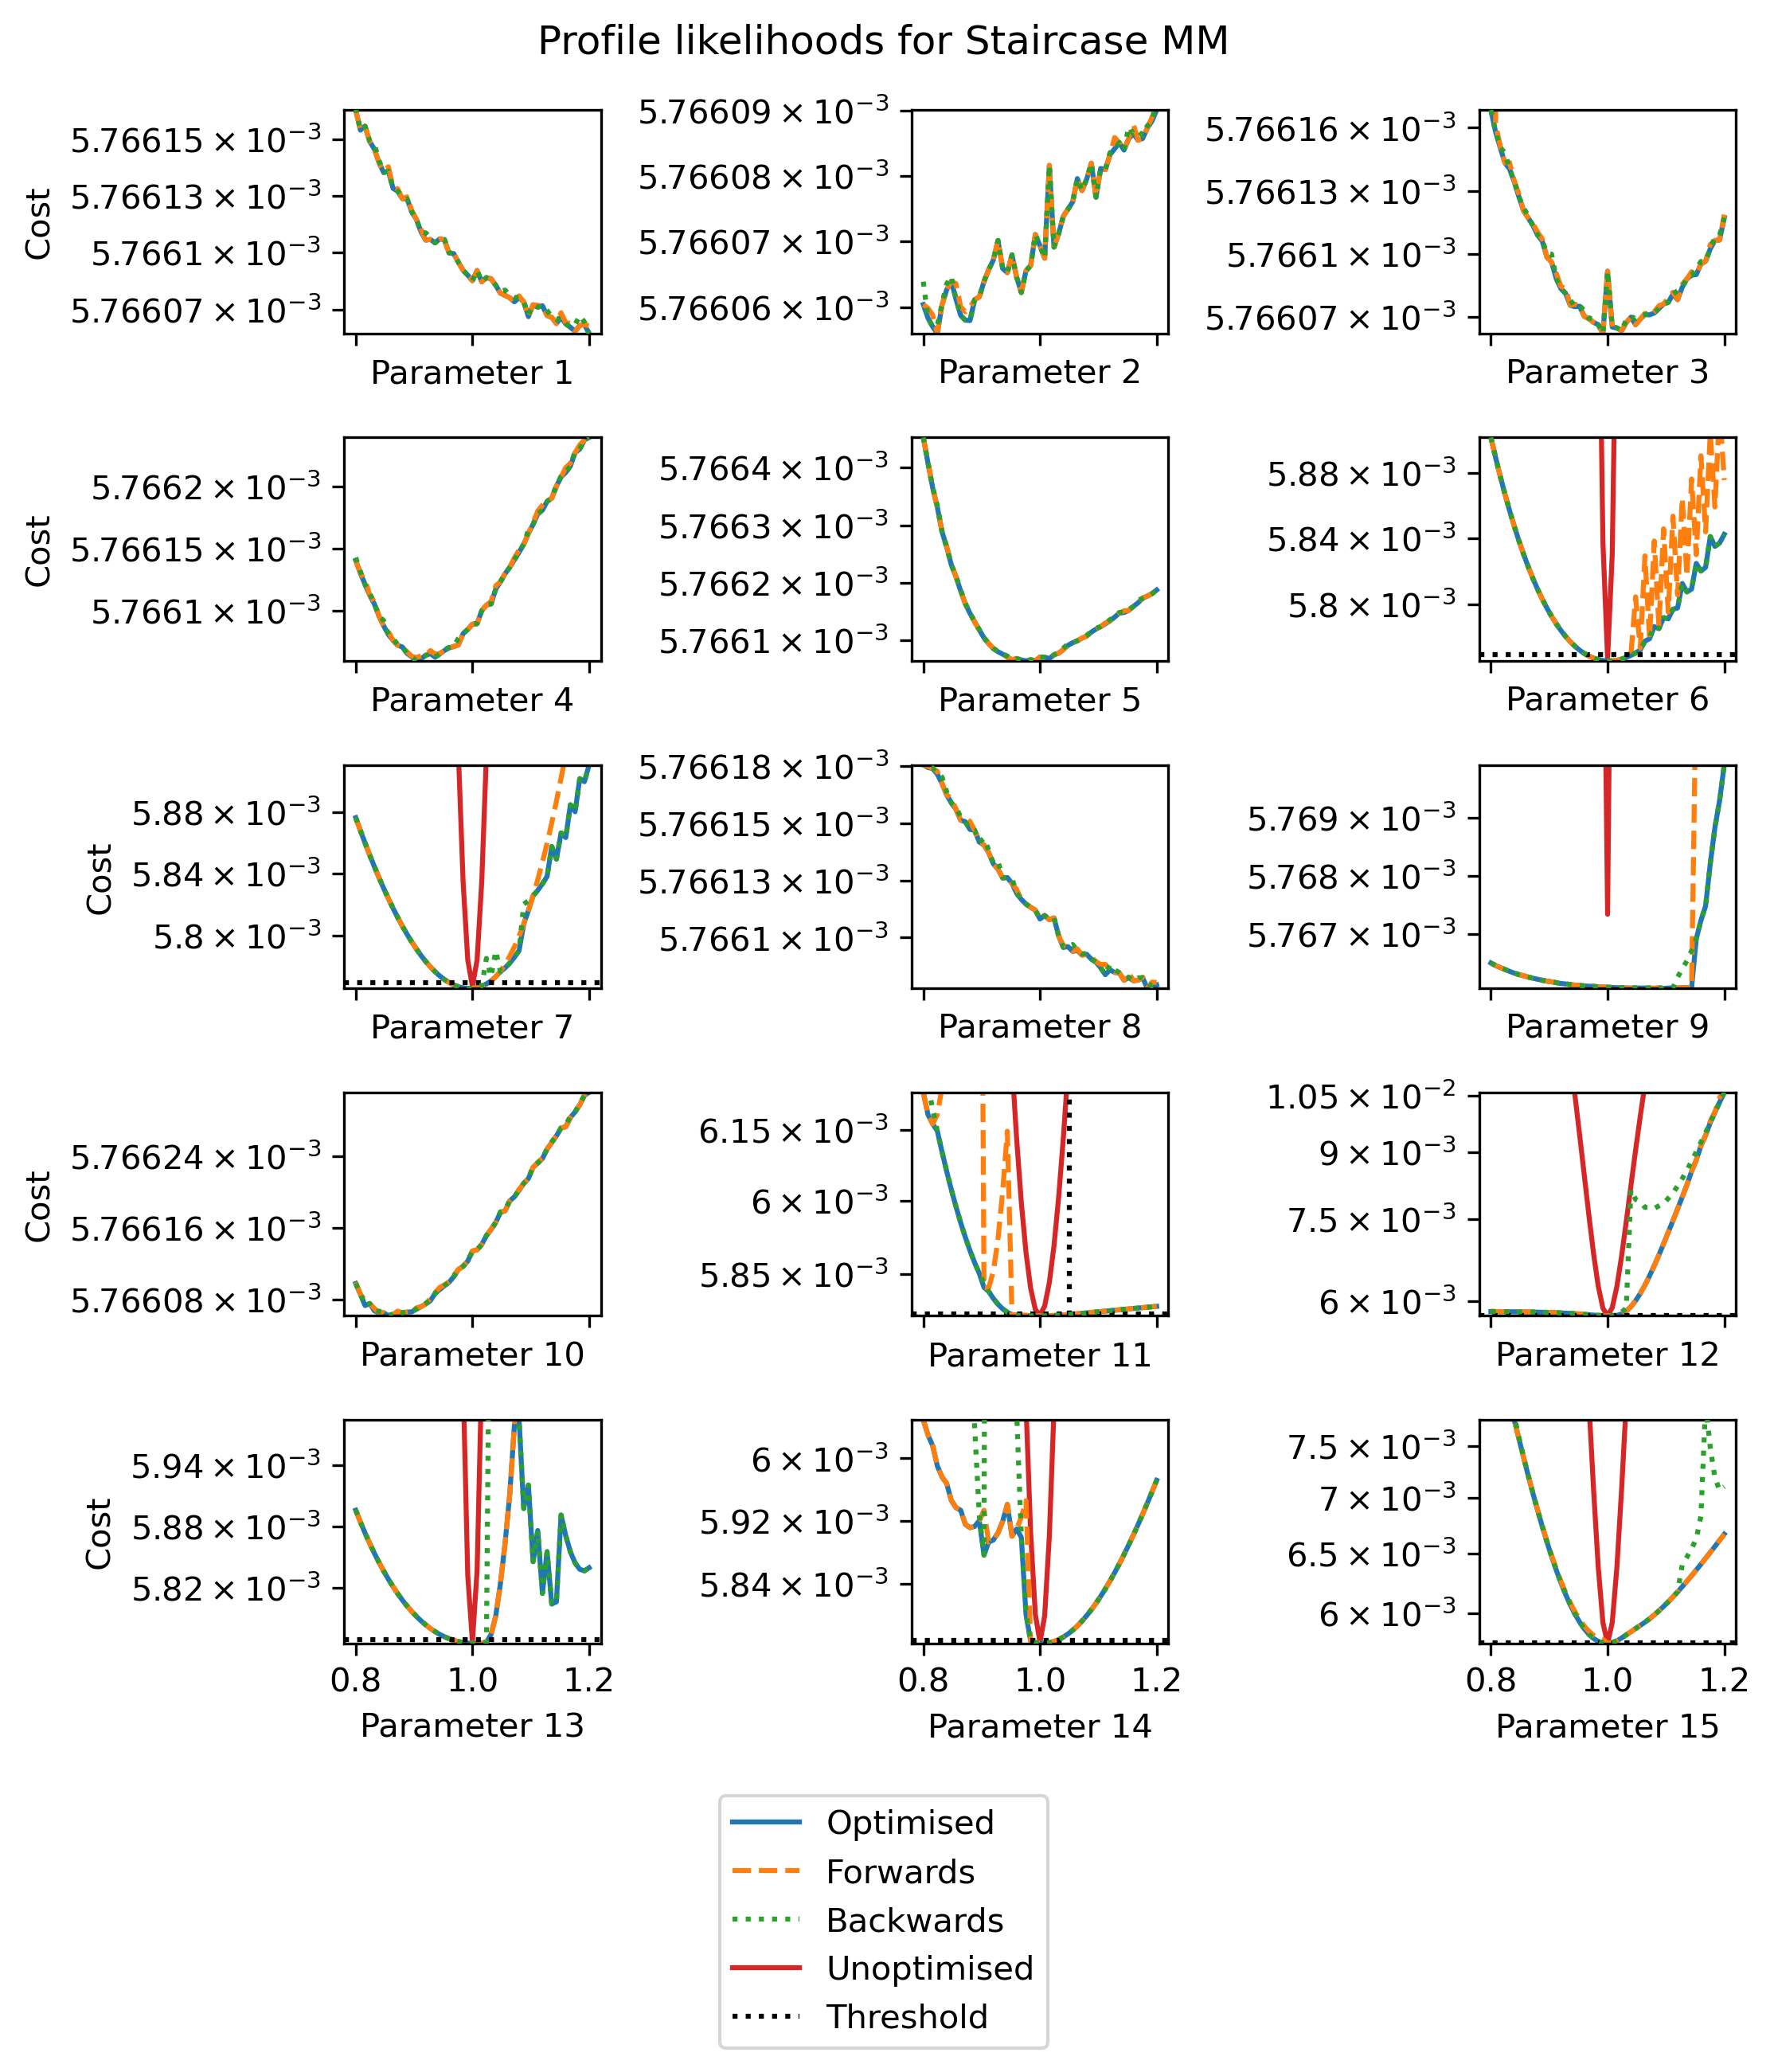 Profile likelihoods for Staircase MM
Cost
5.76615 × 10⁻³
5.76613 × 10⁻³
5.7661 × 10⁻³
5.76607 × 10⁻³
Parameter 1
5.76609 × 10⁻³
5.76608 × 10⁻³
5.76607 × 10⁻³
5.76606 × 10⁻³
Parameter 2
5.76616 × 10⁻³
5.76613 × 10⁻³
5.7661 × 10⁻³
5.76607 × 10⁻³
Parameter 3
Cost
5.7662 × 10⁻³
5.76615 × 10⁻³
5.7661 × 10⁻³
Parameter 4
5.7664 × 10⁻³
5.7663 × 10⁻³
5.7662 × 10⁻³
5.7661 × 10⁻³
Parameter 5
5.88 × 10⁻³
5.84 × 10⁻³
5.8 × 10⁻³
Parameter 6
Cost
5.88 × 10⁻³
5.84 × 10⁻³
5.8 × 10⁻³
Parameter 7
5.76618 × 10⁻³
5.76615 × 10⁻³
5.76613 × 10⁻³
5.7661 × 10⁻³
Parameter 8
5.769 × 10⁻³
5.768 × 10⁻³
5.767 × 10⁻³
Parameter 9
Cost
5.76624 × 10⁻³
5.76616 × 10⁻³
5.76608 × 10⁻³
Parameter 10
6.15 × 10⁻³
6 × 10⁻³
5.85 × 10⁻³
Parameter 11
1.05 × 10⁻²
9 × 10⁻³
7.5 × 10⁻³
6 × 10⁻³
Parameter 12
Cost
5.94 × 10⁻³
5.88 × 10⁻³
5.82 × 10⁻³
0.8 1.0 1.2
Parameter 13
6 × 10⁻³
5.92 × 10⁻³
5.84 × 10⁻³
0.8 1.0 1.2
Parameter 14
7.5 × 10⁻³
7 × 10⁻³
6.5 × 10⁻³
6 × 10⁻³
0.8 1.0 1.2
Parameter 15
Optimised
Forwards
Backwards
Unoptimised
Threshold